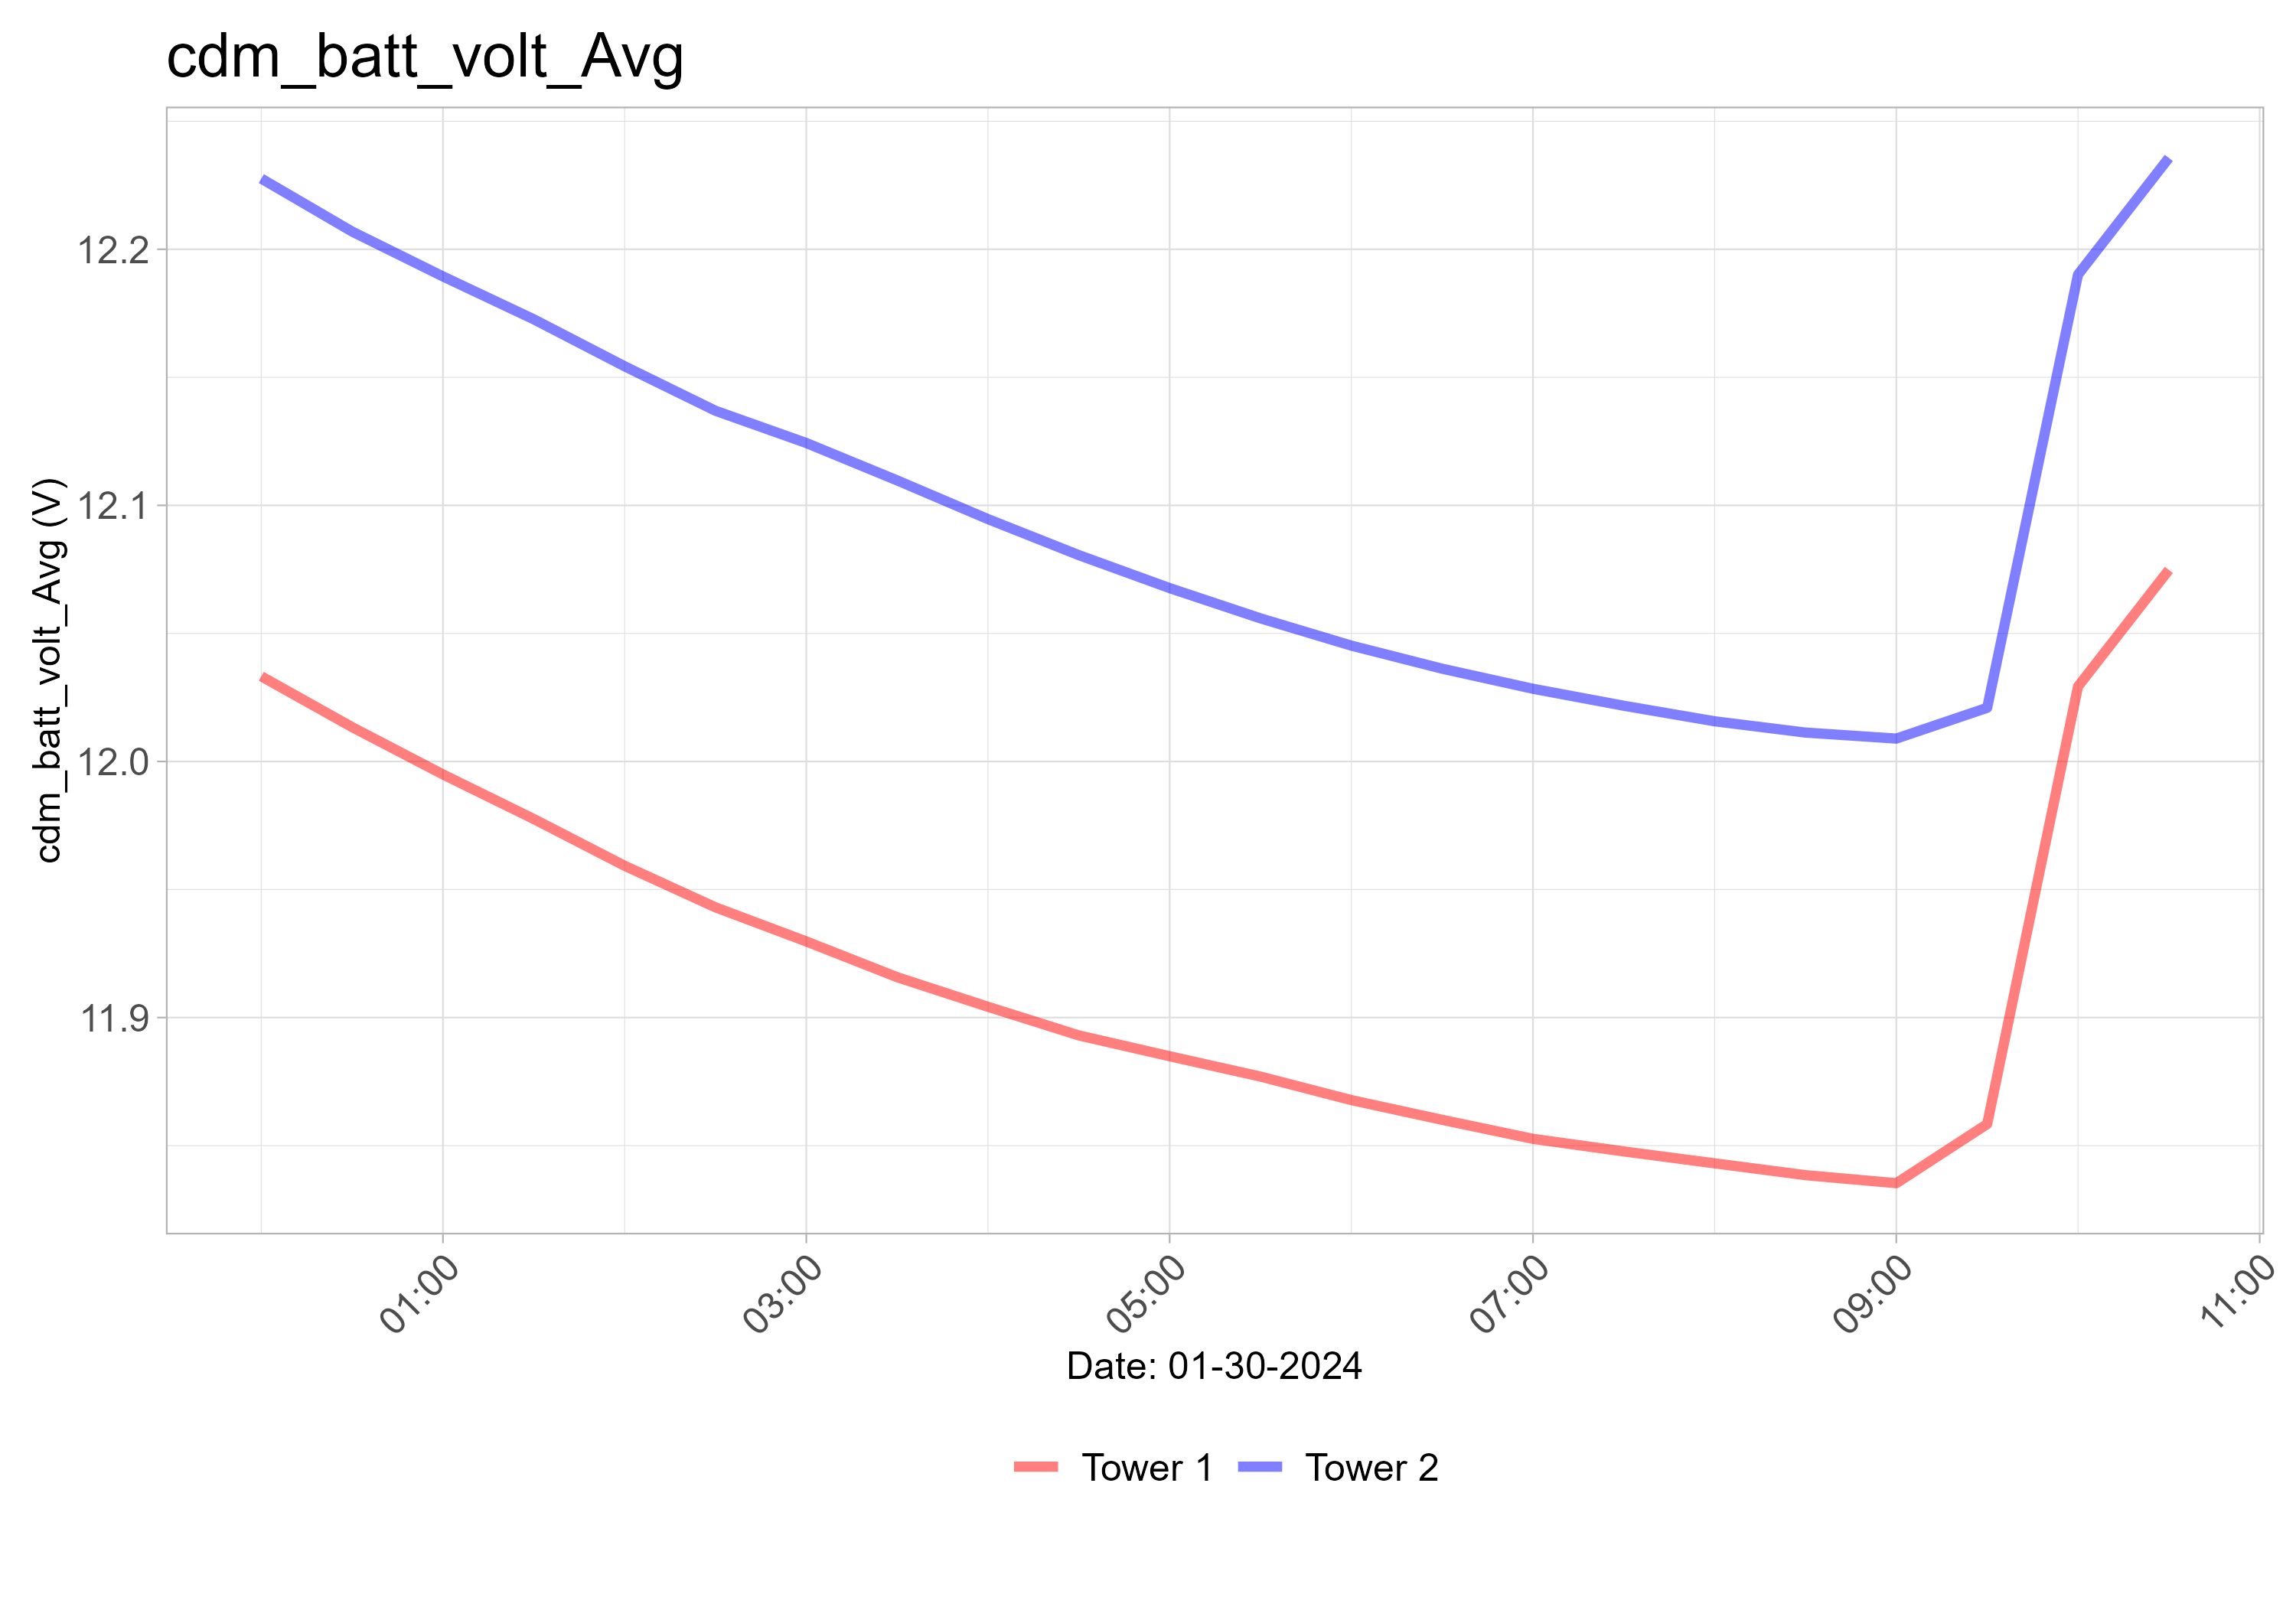 cdm_batt_volt_Avg
cdm_batt_volt_Avg (V)
12.2
12.1
12.0
11.9
01:00
03:00
05:00
07:00
09:00
11:00
Date: 01-30-2024
Tower 1
Tower 2